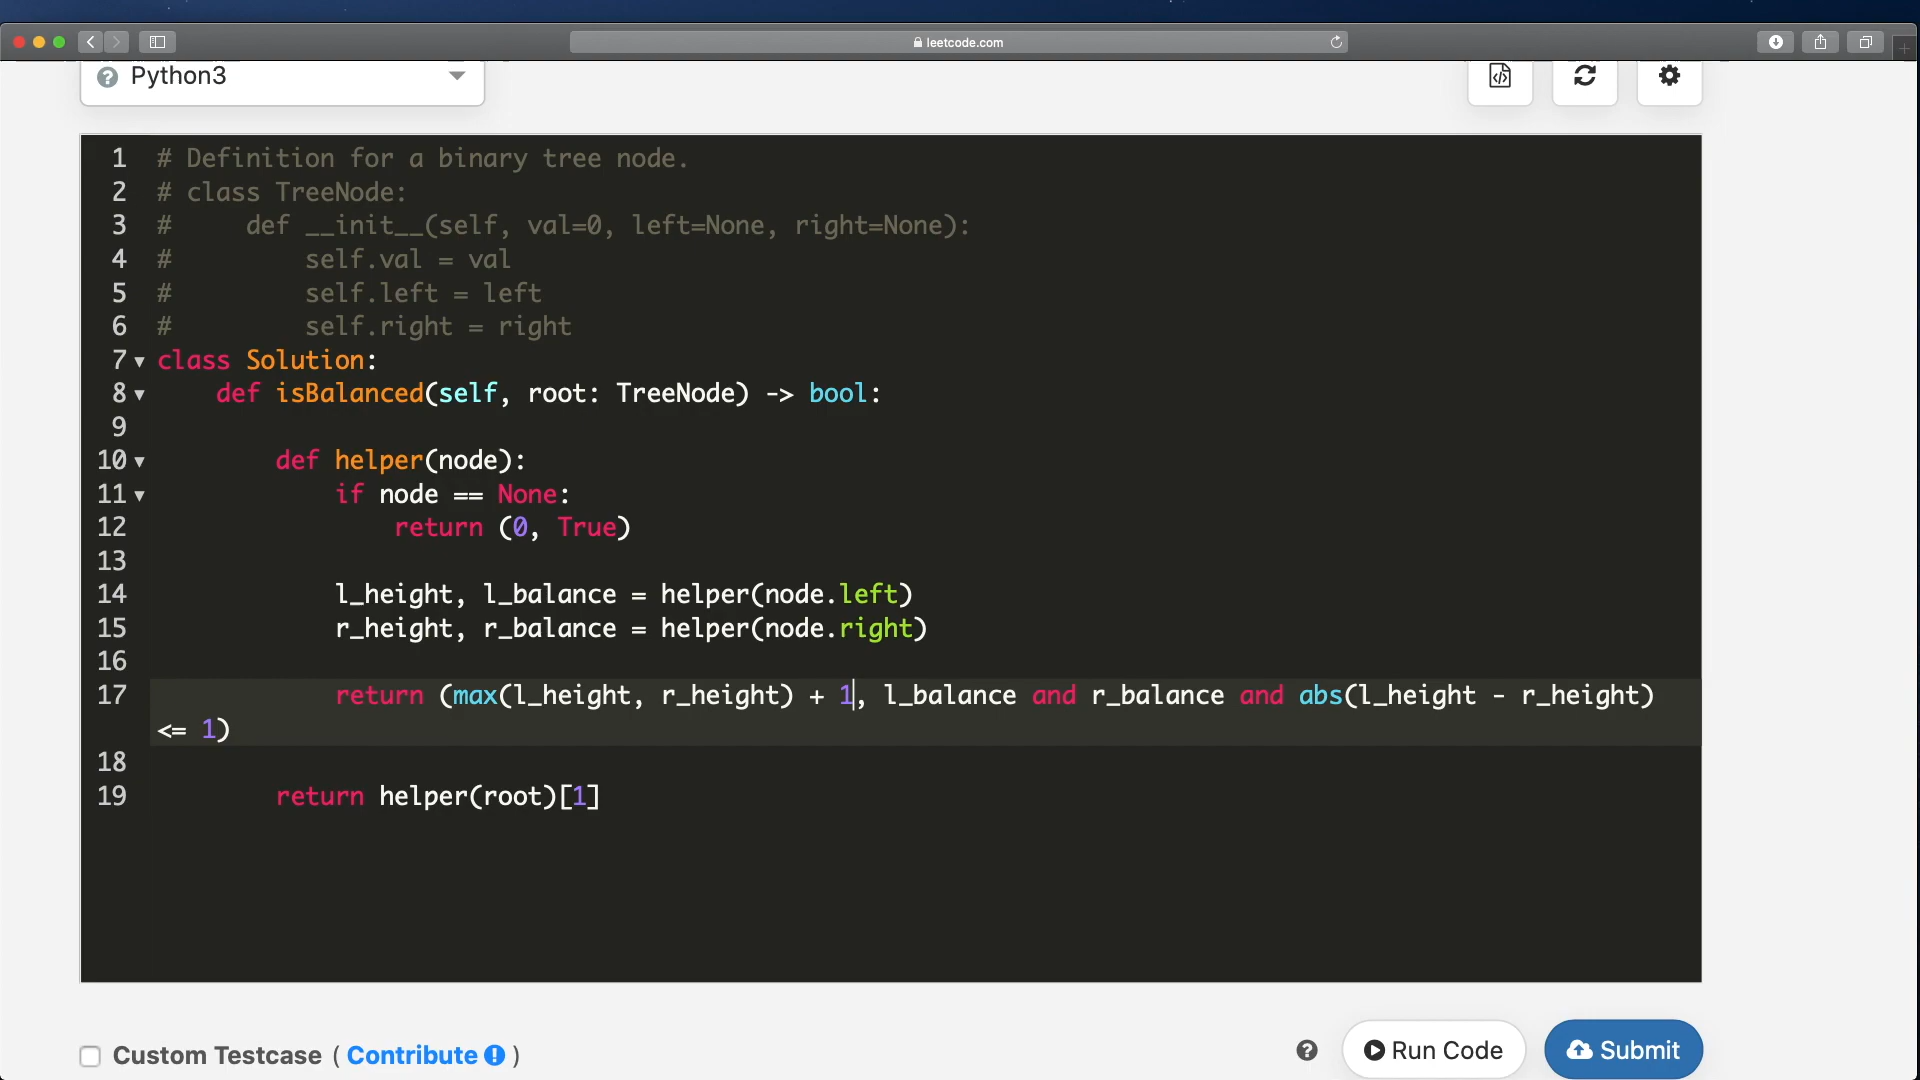 leetcode.com
Python3
1 # Definition for a binary tree node.
2 # class TreeNode:
3 #     def __init__(self, val=0, left=None, right=None):
4 #         self.val = val
5 #         self.left = left
6 #         self.right = right
7 class Solution:
8     def isBalanced(self, root: TreeNode) -> bool:
9
10         def helper(node):
11             if node == None:
12                 return (0, True)
13
14             l_height, l_balance = helper(node.left)
15             r_height, r_balance = helper(node.right)
16
17             return (max(l_height, r_height) + 1, l_balance and r_balance and abs(l_height - r_height)
<= 1)
18
19         return helper(root)[1]
Custom Testcase ( Contribute )
Run Code
Submit